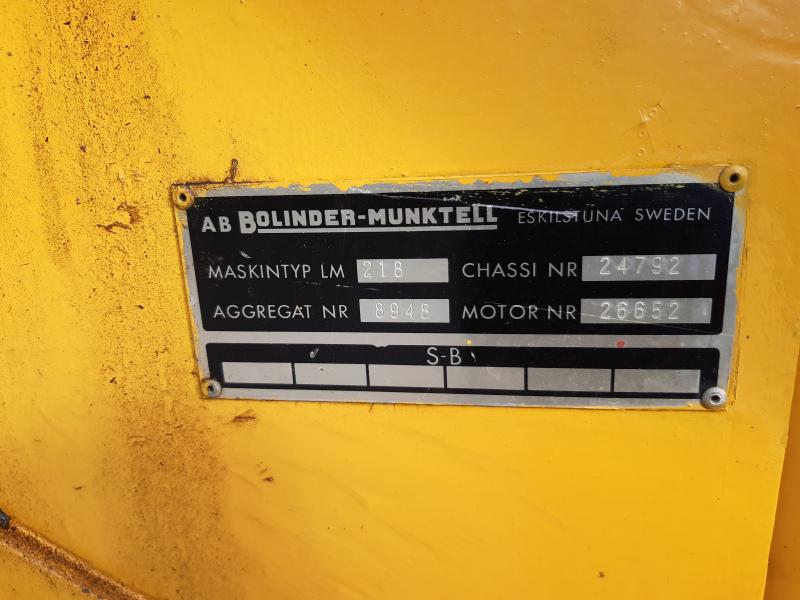 AB BOLINDER-MUNKTELL ESKILSTUNA SWEDEN
MASKINTYP LM 218 CHASSI NR 24792
AGGREGAT NR 8948 MOTOR NR 26652
S-B